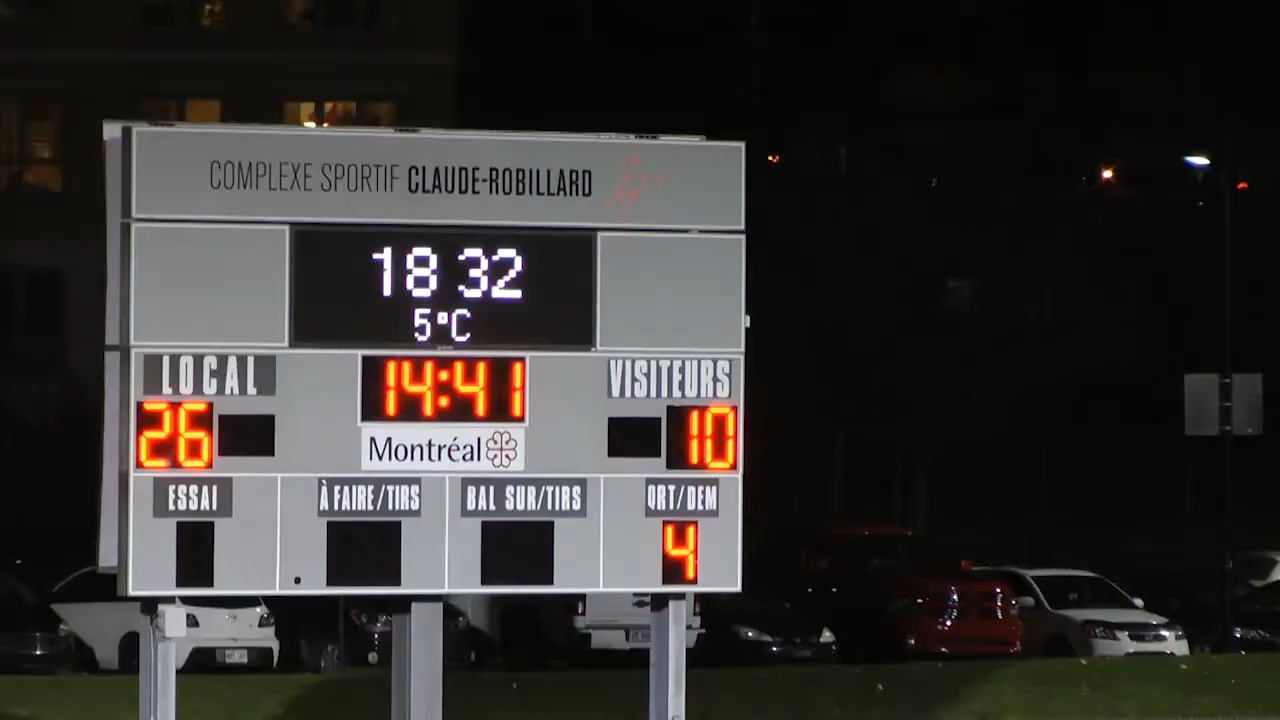 COMPLEXE SPORTIF CLAUDE-ROBILLARD
18 32
5°C
LOCAL 14:41 VISITEURS
26 10
Montréal
ESSAI À FAIRE/TIRS BAL SUR/TIRS QRT/DEM
4